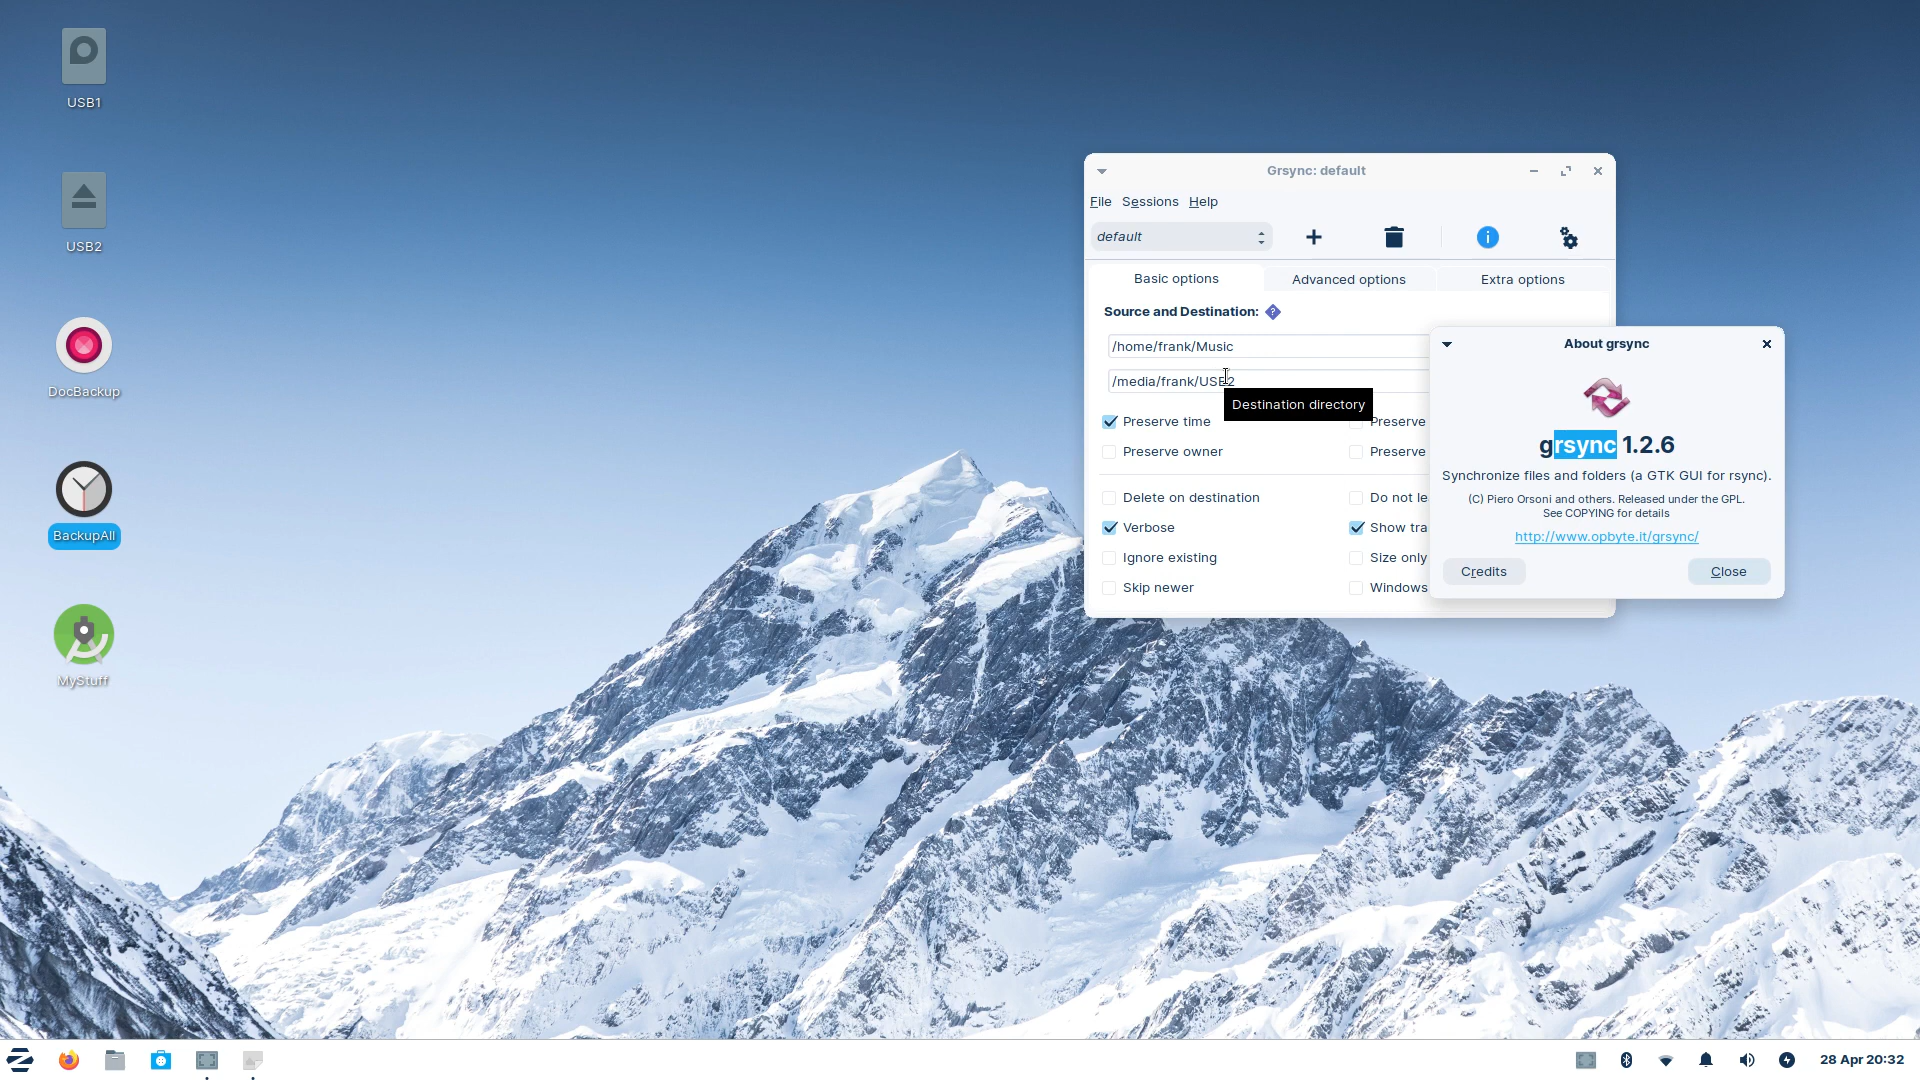 USB1
USB2
DocBackup
BackupAll
MyStuff
Grsync: default
File Sessions Help
default
Basic options Advanced options Extra options
Source and Destination:
/home/frank/Music
/media/frank/USB2
Destination directory
Preserve time Preserve
Preserve owner Preserve
Delete on destination Do not le
Verbose Show tra
Ignore existing Size only
Skip newer Windows
About grsync
grsync 1.2.6
Synchronize files and folders (a GTK GUI for rsync).
(C) Piero Orsoni and others. Released under the GPL.
See COPYING for details
http://www.opbyte.it/grsync/
Credits Close
28 Apr 20:32